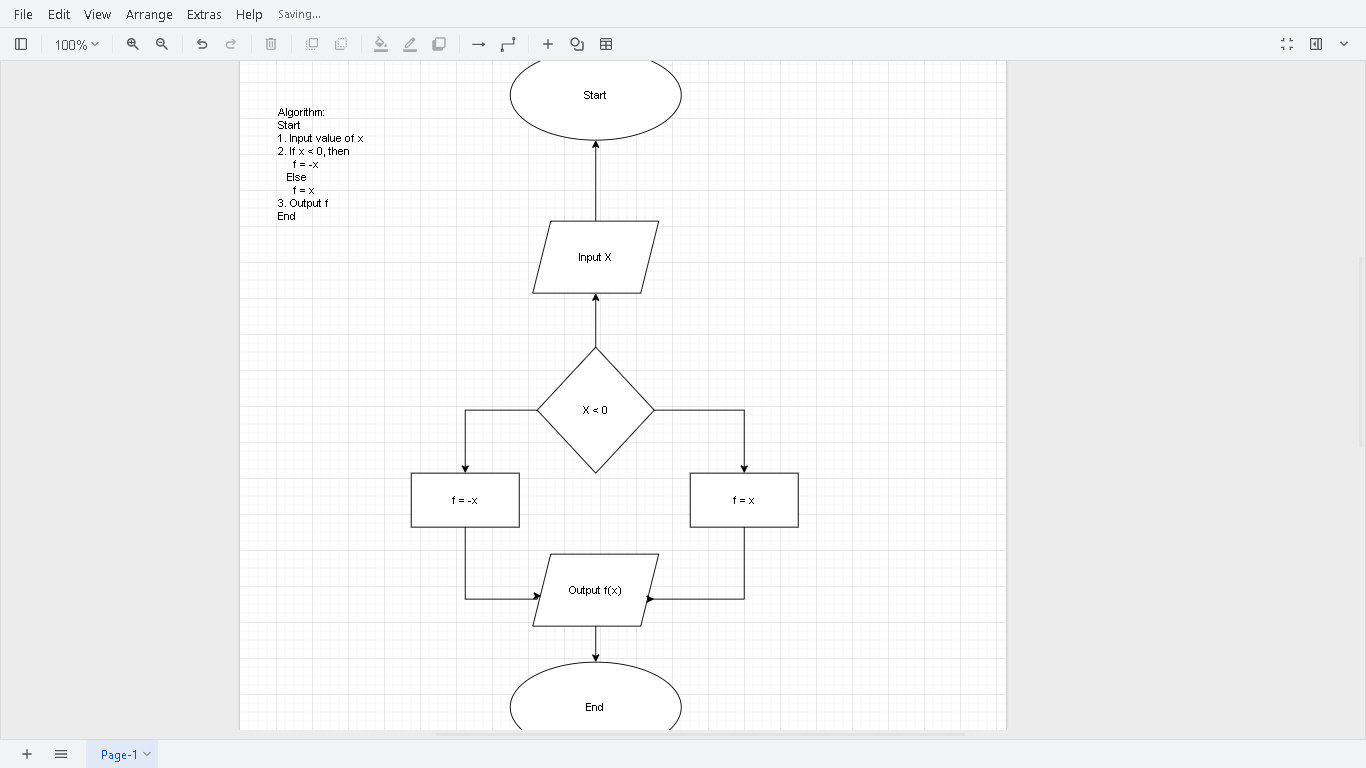 File Edit View Arrange Extras Help Saving...
100%
Start
Algorithm:
Start
1. Input value of x
2. If x < 0, then
f = -x
Else
f = x
3. Output f
End
Input X
X < 0
f = -x
f = x
Output f(x)
End
Page-1